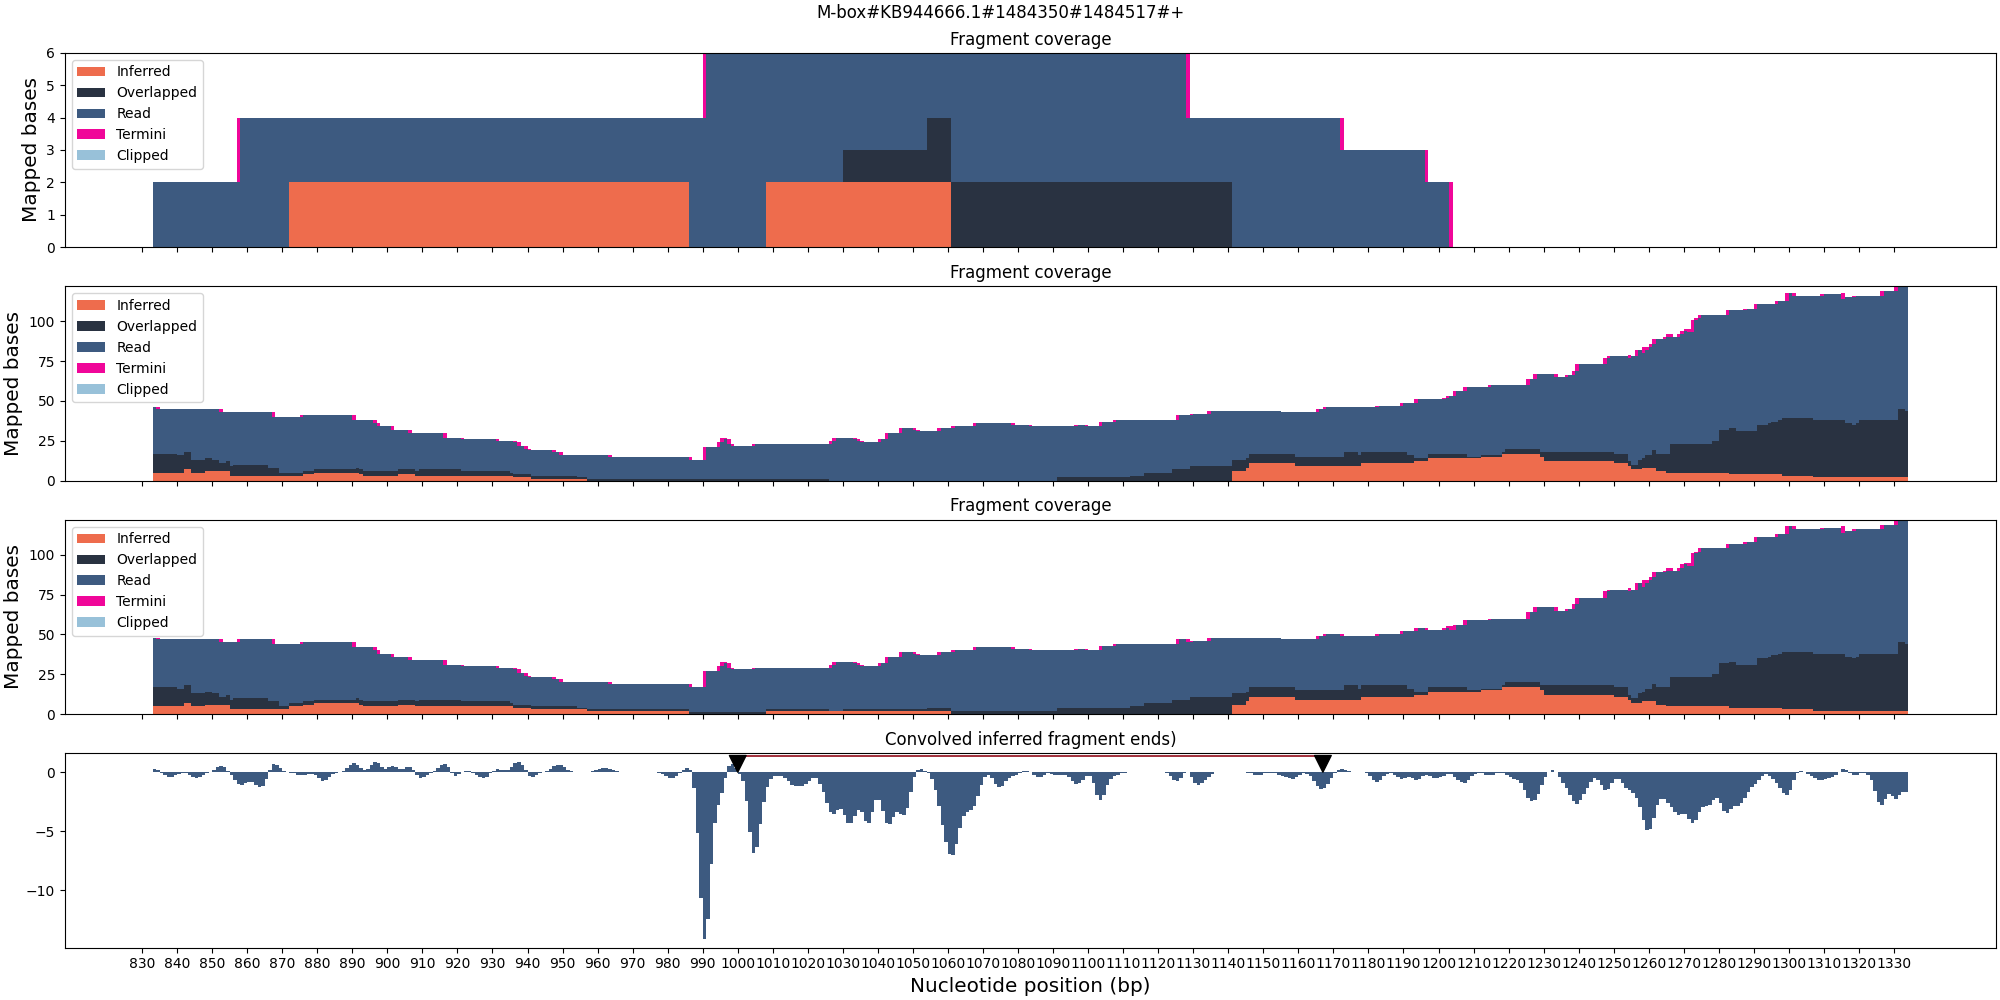 M-box#KB944666.1#1484350#1484517#+
Fragment coverage
6
5
4
3
2
1
0
Mapped bases
Inferred
Overlapped
Read
Termini
Clipped
Fragment coverage
100
75
50
25
0
Mapped bases
Inferred
Overlapped
Read
Termini
Clipped
Fragment coverage
100
75
50
25
0
Mapped bases
Inferred
Overlapped
Read
Termini
Clipped
Convolved inferred fragment ends)
0
−5
−10
830 840 850 860 870 880 890 900 910 920 930 940 950 960 970 980 990 1000 1010 1020 1030 1040 1050 1060 1070 1080 1090 1100 1110 1120 1130 1140 1150 1160 1170 1180 1190 1200 1210 1220 1230 1240 1250 1260 1270 1280 1290 1300 1310 1320 1330
Nucleotide position (bp)